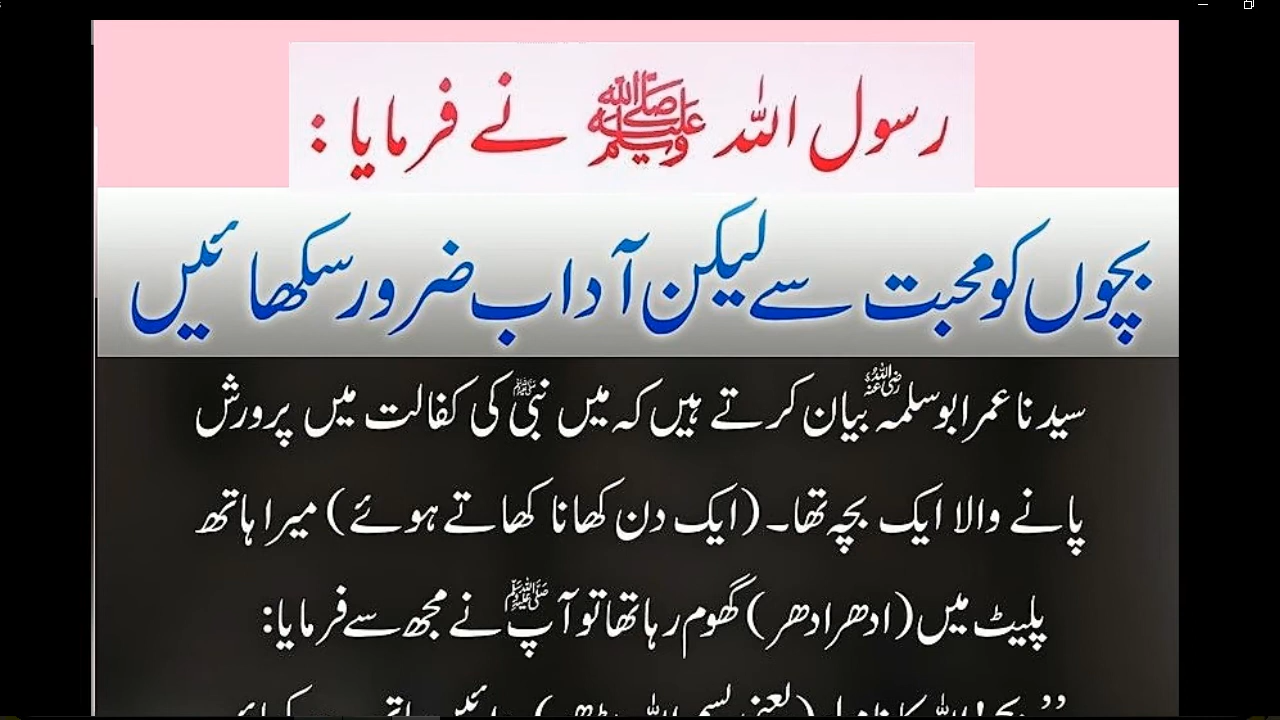 رسول اللہ ﷺ نے فرمایا:
بچوں کو محبت سے لیکن آداب ضرور سکھائیں
سیدنا عمر ابو سلمہ رضی اللہ عنہ بیان کرتے ہیں کہ میں نبی ﷺ کی کفالت میں پرورش
پانے والا ایک بچہ تھا۔ (ایک دن کھانا کھاتے ہوئے) میرا ہاتھ
پلیٹ میں (ادھر ادھر) گھوم رہا تھا تو آپ ﷺ نے مجھ سے فرمایا: